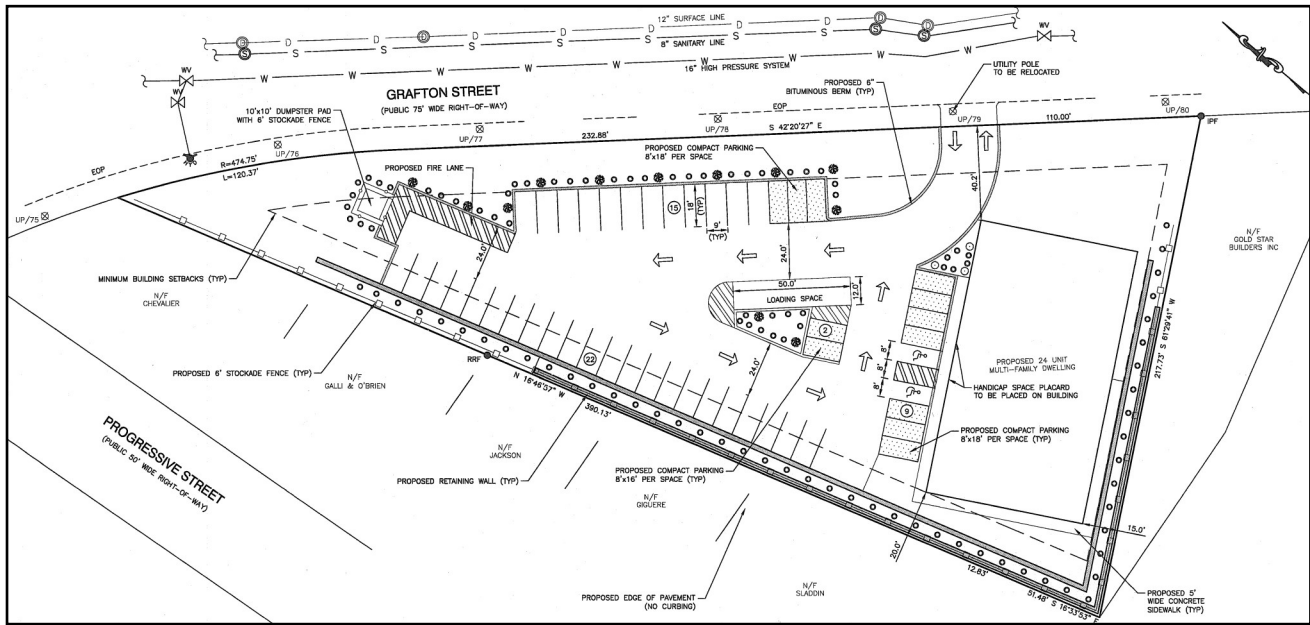 12" SURFACE LINE
D D D D D D D D
8" SANITARY LINE
S S S S S S S S
16" HIGH PRESSURE SYSTEM
W W W W W W W W W
WV
WV
WV
GRAFTON STREET
(PUBLIC 75' WIDE RIGHT-OF-WAY)
10'x10' DUMPSTER PAD
WITH 6' STOCKADE FENCE
PROPOSED 6"
BITUMINOUS BERM (TYP)
UTILITY POLE
TO BE RELOCATED
EOP
EOP
UP/75
UP/76
UP/77
UP/78
UP/79
UP/80
IPF
R=474.75'
L=120.37'
232.88'
S 42°20'27" E
110.00'
PROPOSED FIRE LANE
PROPOSED COMPACT PARKING
8'x18' PER SPACE
15
18'
(TYP)
9'
(TYP)
40.2'
24.0'
24.0'
24.0'
50.0'
12.0'
LOADING SPACE
2
22
9
8'
8'
8'
N/F
GOLD STAR
BUILDERS INC
217.73' S 61°29'41" W
MINIMUM BUILDING SETBACKS (TYP)
N/F
CHEVALIER
PROPOSED 6' STOCKADE FENCE (TYP)
N/F
GALLI & O'BRIEN
RRF
N 16°46'57" W
390.13'
PROPOSED 24 UNIT
MULTI-FAMILY DWELLING
HANDICAP SPACE PLACARD
TO BE PLACED ON BUILDING
PROPOSED COMPACT PARKING
8'x18' PER SPACE (TYP)
PROGRESSIVE STREET
(PUBLIC 50' WIDE RIGHT-OF-WAY)
N/F
JACKSON
PROPOSED RETAINING WALL (TYP)
PROPOSED COMPACT PARKING
8'x16' PER SPACE (TYP)
N/F
GIGUERE
PROPOSED EDGE OF PAVEMENT
(NO CURBING)
N/F
SLADDIN
20.0'
15.0'
12.83'
51.48' S 16°33'53" E
PROPOSED 5'
WIDE CONCRETE
SIDEWALK (TYP)